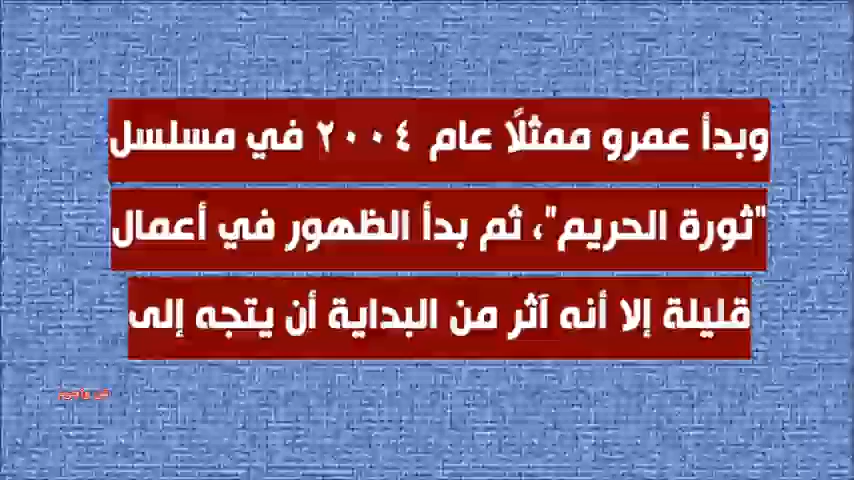 وبدأ عمرو ممثلًا عام ٢٠٠٤ في مسلسل
"ثورة الحريم"، ثم بدأ الظهور في أعمال
قليلة إلا أنه آثر من البداية أن يتجه إلى